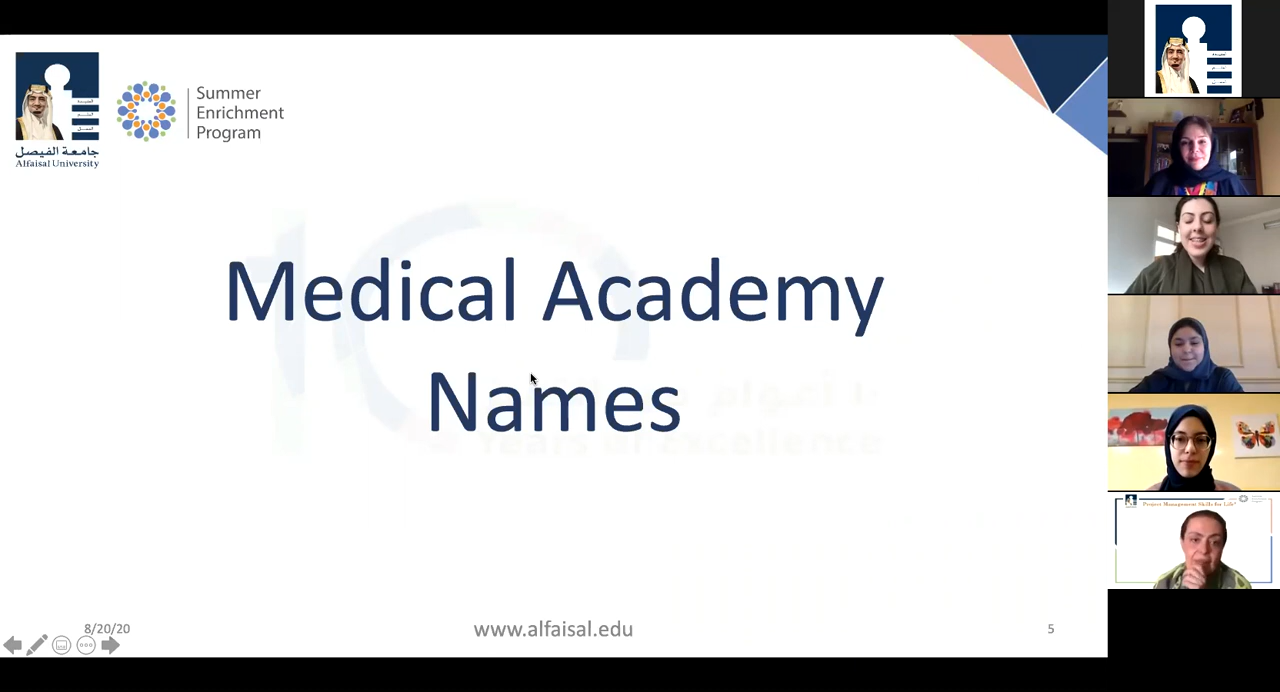 جامعة الفيصل
Alfaisal University
Summer
Enrichment
Program
Medical Academy
Names
8/20/20
www.alfaisal.edu
5
"Project Management Skills for Life"